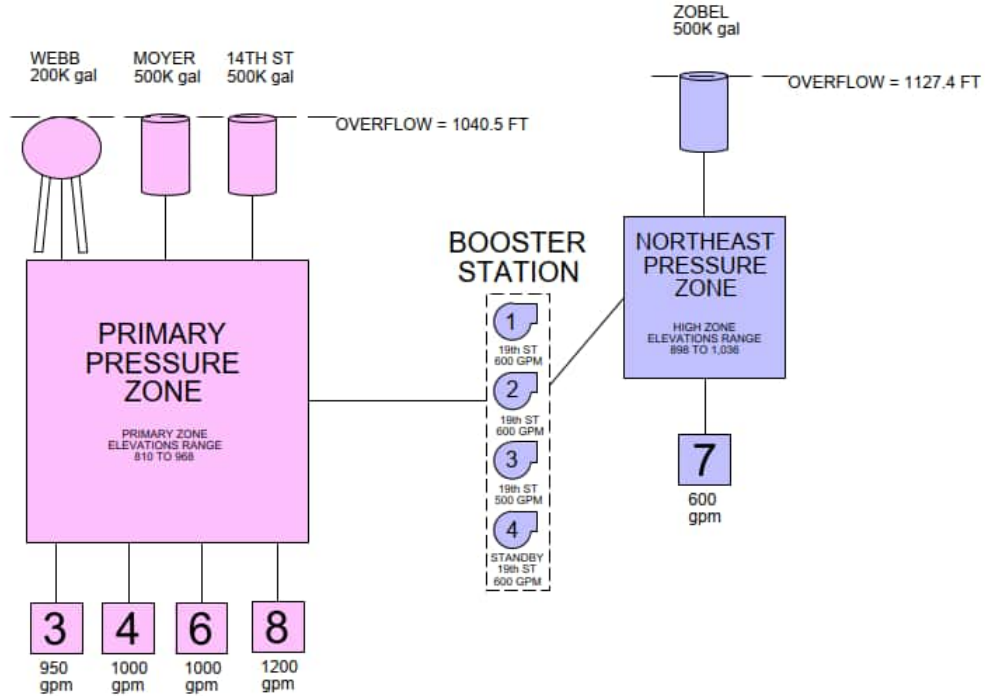 ZOBEL
500K gal
WEBB
200K gal
MOYER
500K gal
14TH ST
500K gal
OVERFLOW = 1127.4 FT
OVERFLOW = 1040.5 FT
BOOSTER
STATION
NORTHEAST
PRESSURE
ZONE
HIGH ZONE
ELEVATIONS RANGE
898 TO 1,036
PRIMARY
PRESSURE
ZONE
PRIMARY ZONE
ELEVATIONS RANGE
810 TO 968
1
19th ST
600 GPM
2
19th ST
600 GPM
3
19th ST
500 GPM
4
STANDBY
19th ST
600 GPM
7
600
gpm
3
950
gpm
4
1000
gpm
6
1000
gpm
8
1200
gpm